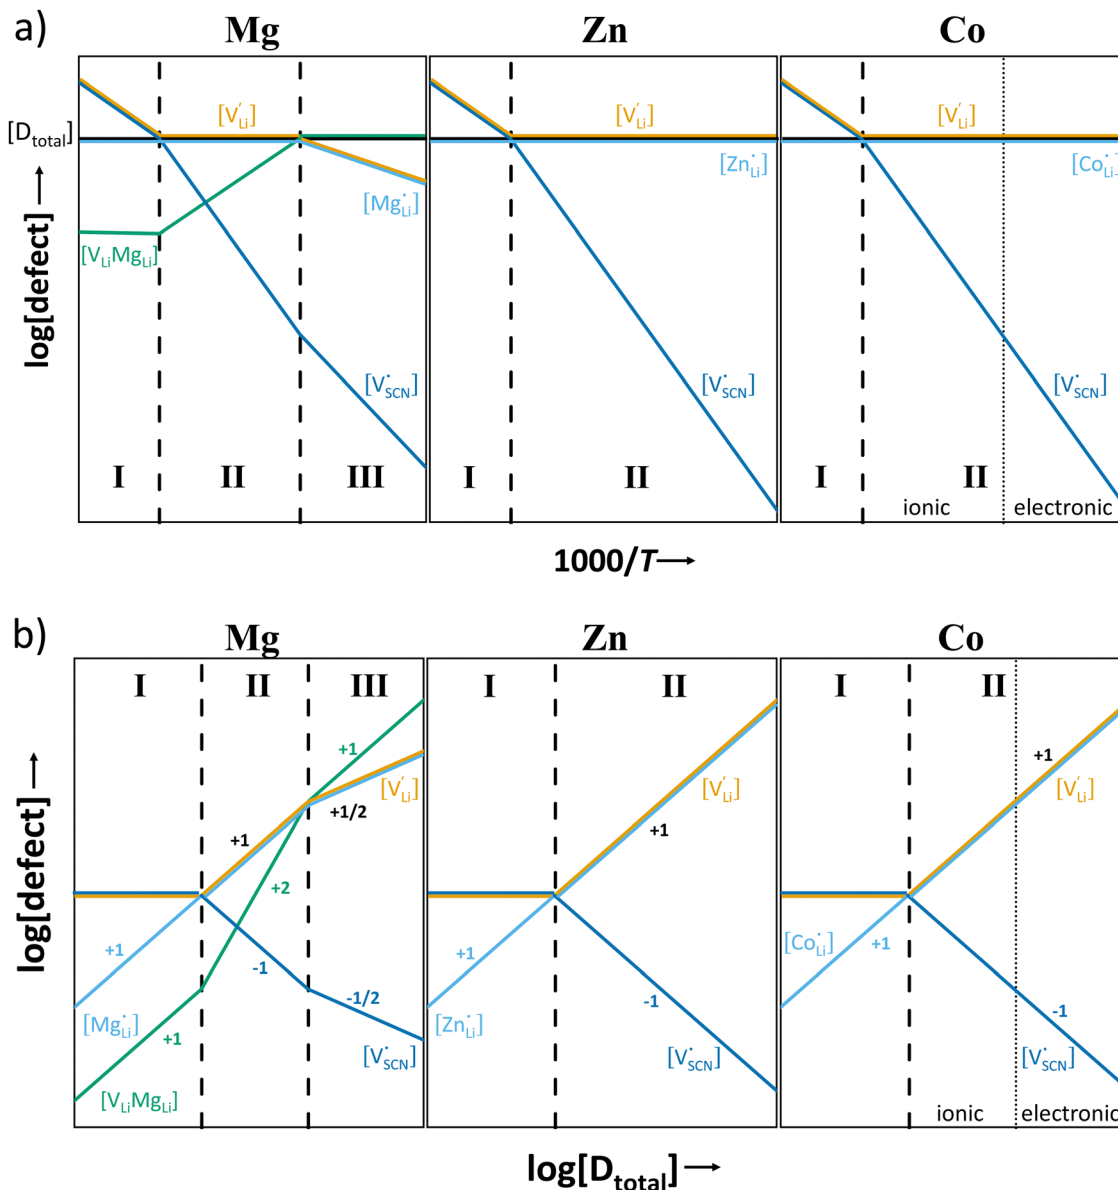 a)
Mg Zn Co
[D_total]
[V'_Li] [V'_Li] [V'_Li]
[Mg•_Li] [Zn•_Li] [Co•_Li]
[V_LiMg_Li]
log[defect]
[V•_SCN] [V•_SCN] [V•_SCN]
I II III I II I II
ionic electronic
1000/T
b)
Mg Zn Co
I II III I II I II
+1 +1
[V'_Li] [V'_Li] [V'_Li]
+1 +1/2 +1
+2
log[defect]
+1 +1 [Co•_Li] +1
-1 -1/2 -1 -1
[Mg•_Li] [Zn•_Li]
+1 [V•_SCN] [V•_SCN] [V•_SCN]
[V_LiMg_Li]
ionic electronic
log[D_total]